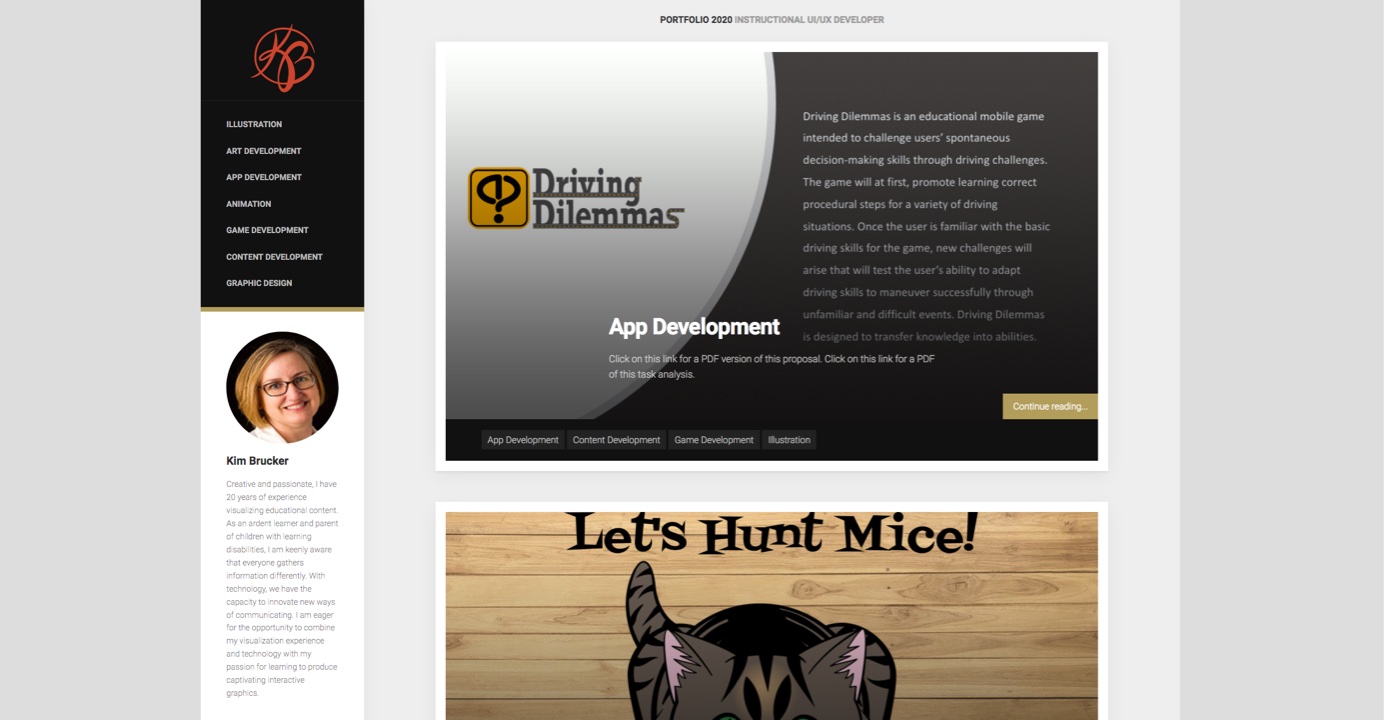 KB
ILLUSTRATION
ART DEVELOPMENT
APP DEVELOPMENT
ANIMATION
GAME DEVELOPMENT
CONTENT DEVELOPMENT
GRAPHIC DESIGN
Kim Brucker
Creative and passionate, I have
20 years of experience
visualizing educational content.
As an ardent learner and parent
of children with learning
disabilities, I am keenly aware
that everyone gathers
information differently. With
technology, we have the
capacity to innovate new ways
of communicating. I am eager
for the opportunity to combine
my visualization experience
and technology with my
passion for learning to produce
captivating interactive
graphics.
PORTFOLIO 2020 INSTRUCTIONAL UI/UX DEVELOPER
Driving
Dilemmas
Driving Dilemmas is an educational mobile game
intended to challenge users’ spontaneous
decision-making skills through driving challenges.
The game will at first, promote learning correct
procedural steps for a variety of driving
situations. Once the user is familiar with the basic
driving skills for the game, new challenges will
arise that will test the user’s ability to adapt
driving skills to maneuver successfully through
unfamiliar and difficult events. Driving Dilemmas
is designed to transfer knowledge into abilities.
App Development
Click on this link for a PDF version of this proposal. Click on this link for a PDF
of this task analysis.
Continue reading...
App Development Content Development Game Development Illustration
Let's Hunt Mice!